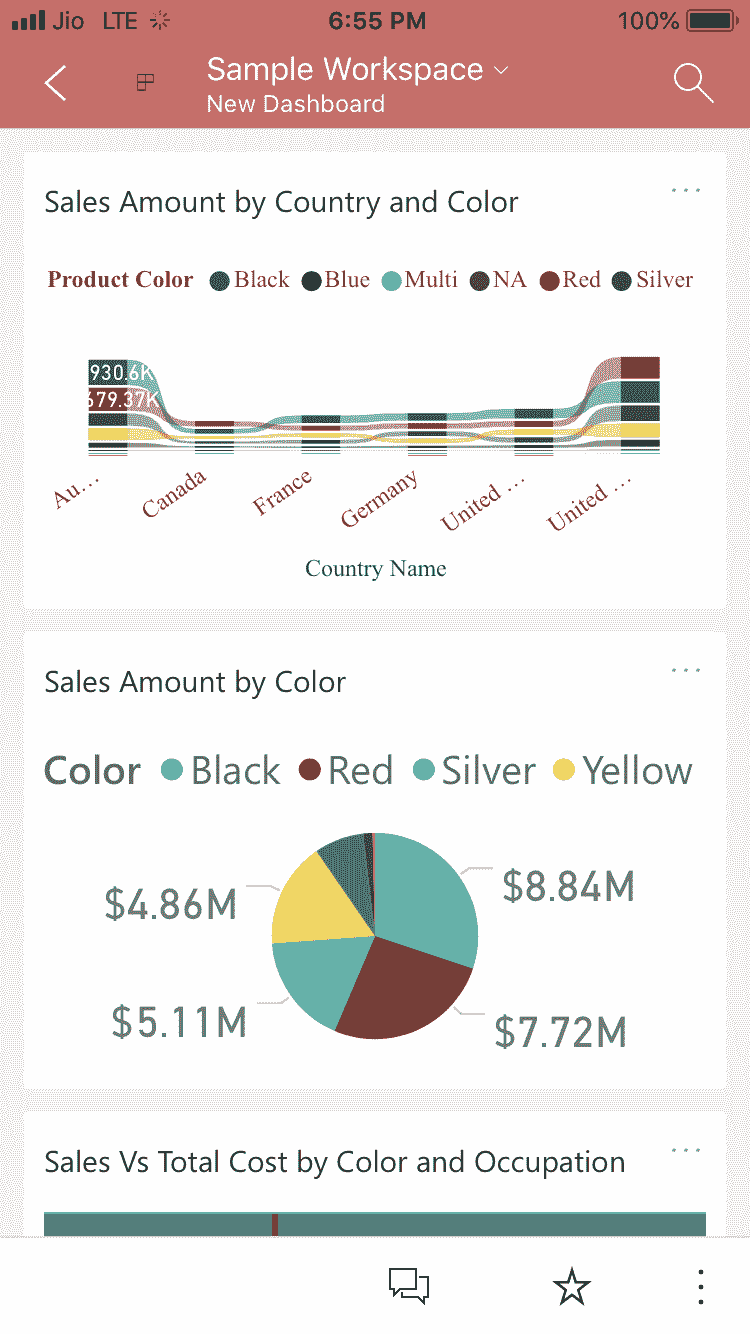 Jio LTE 6:55 PM 100%
Sample Workspace
New Dashboard
Sales Amount by Country and Color
Product Color Black Blue Multi NA Red Silver
930.6K
679.37K
Au... Canada France Germany United ... United ...
Country Name
Sales Amount by Color
Color Black Red Silver Yellow
$4.86M $8.84M
$5.11M $7.72M
Sales Vs Total Cost by Color and Occupation